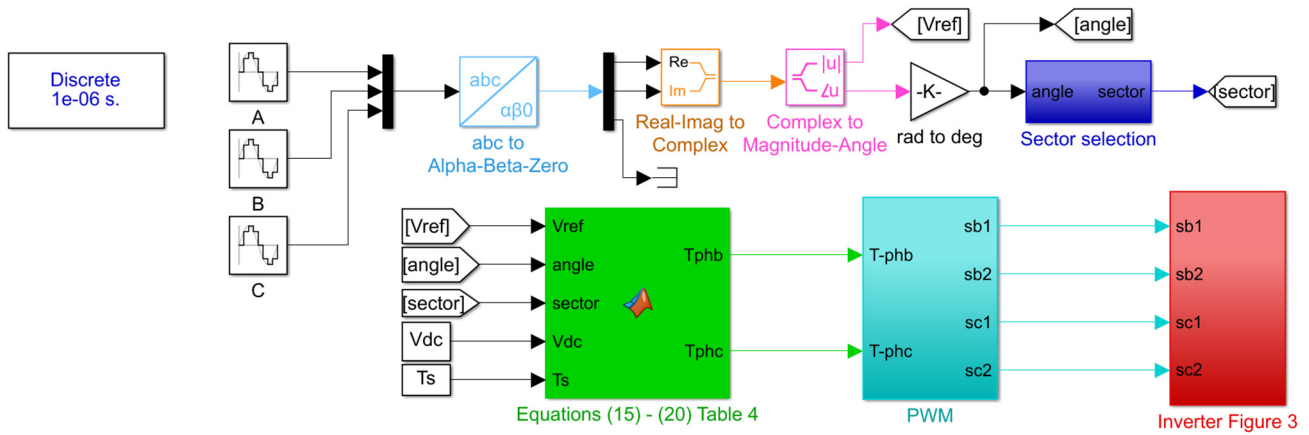 Discrete
1e-06 s.
A
B
C
abc
αβ0
abc to
Alpha-Beta-Zero
Re
Im
Real-Imag to
Complex
|u|
∠u
Complex to
Magnitude-Angle
[Vref]
-K-
rad to deg
[angle]
angle
sector
Sector selection
[sector]
[Vref]
[angle]
[sector]
Vdc
Ts
Vref
angle
sector
Vdc
Ts
Tphb
Tphc
Equations (15) - (20) Table 4
T-phb
T-phc
sb1
sb2
sc1
sc2
PWM
sb1
sb2
sc1
sc2
Inverter Figure 3